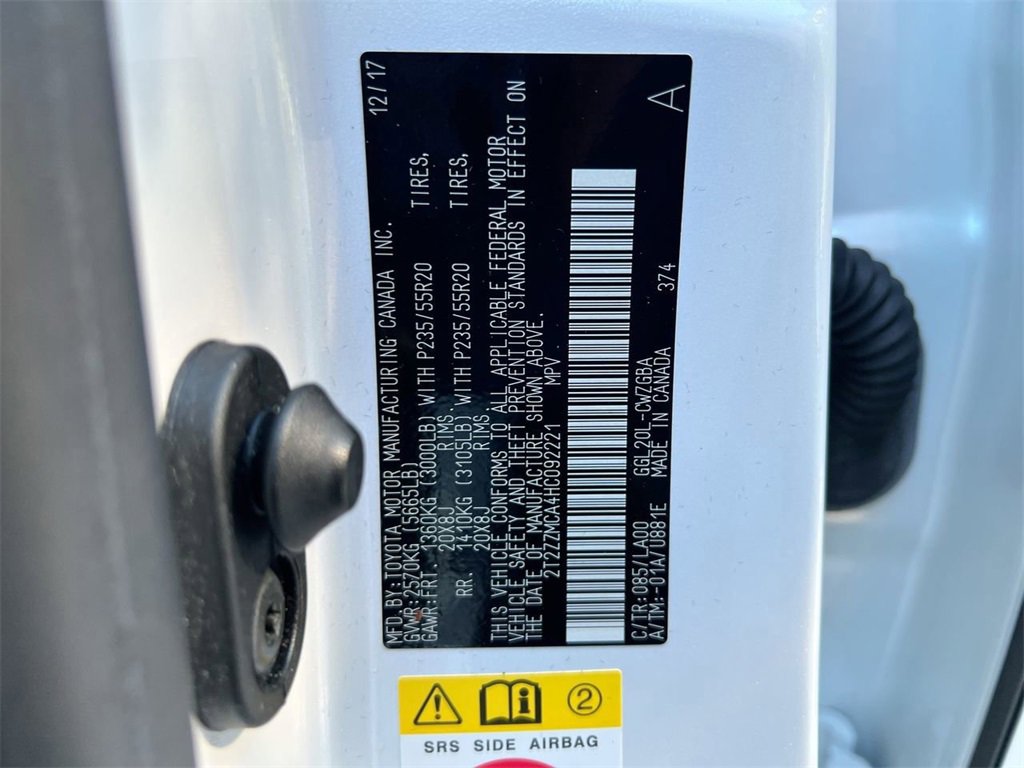 MFD. BY: TOYOTA MOTOR MANUFACTURING CANADA INC. 12/17
GVWR: 2570KG (5665LB)
GAWR: FRT. 1360KG (3000LB) WITH P235/55R20 TIRES,
20X8J RIMS.
RR. 1410KG (3105LB) WITH P235/55R20 TIRES,
20X8J RIMS.
THIS VEHICLE CONFORMS TO ALL APPLICABLE FEDERAL MOTOR
VEHICLE SAFETY AND THEFT PREVENTION STANDARDS IN EFFECT ON
THE DATE OF MANUFACTURE SHOWN ABOVE.
2T2ZZMCA4HC092221 MPV
A
C/TR: 085/LA00 GGL20L-CWZGBA 374
A/TM: -01A/U881E MADE IN CANADA
2
SRS SIDE AIRBAG